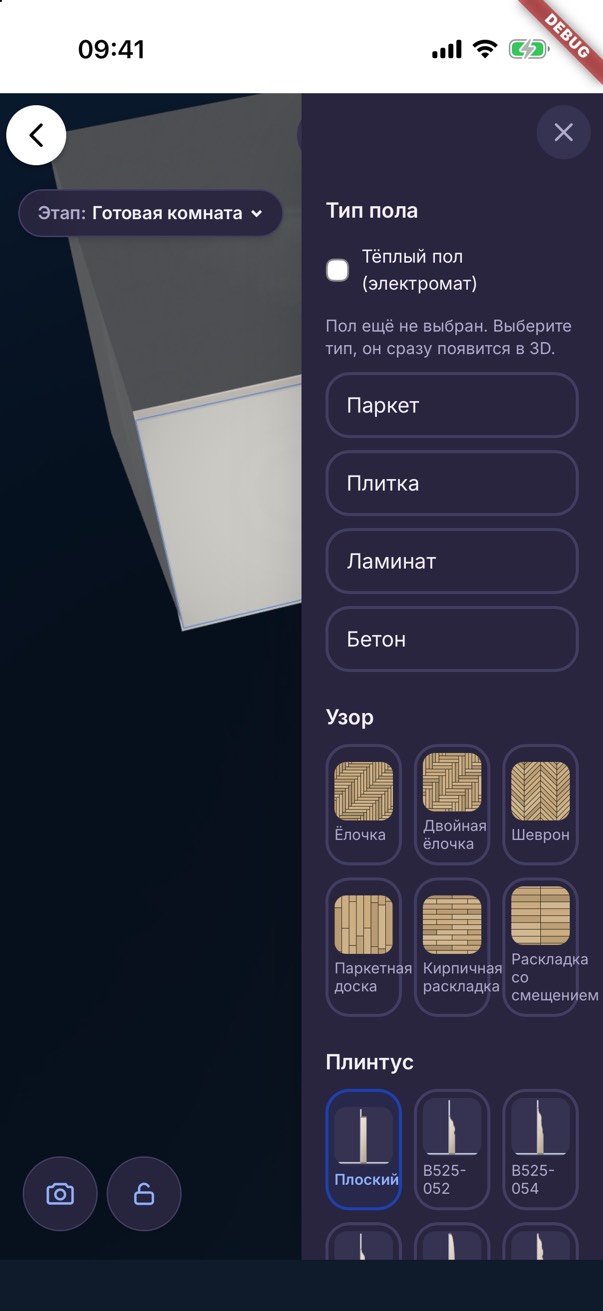 09:41
DEBUG
Этап: Готовая комната
Тип пола
Тёплый пол
(электромат)
Пол ещё не выбран. Выберите
тип, он сразу появится в 3D.
Паркет
Плитка
Ламинат
Бетон
Узор
Ёлочка
Двойная
ёлочка
Шеврон
Паркетная
доска
Кирпичная
раскладка
Раскладка
со
смещением
Плинтус
Плоский
B525-
052
B525-
054